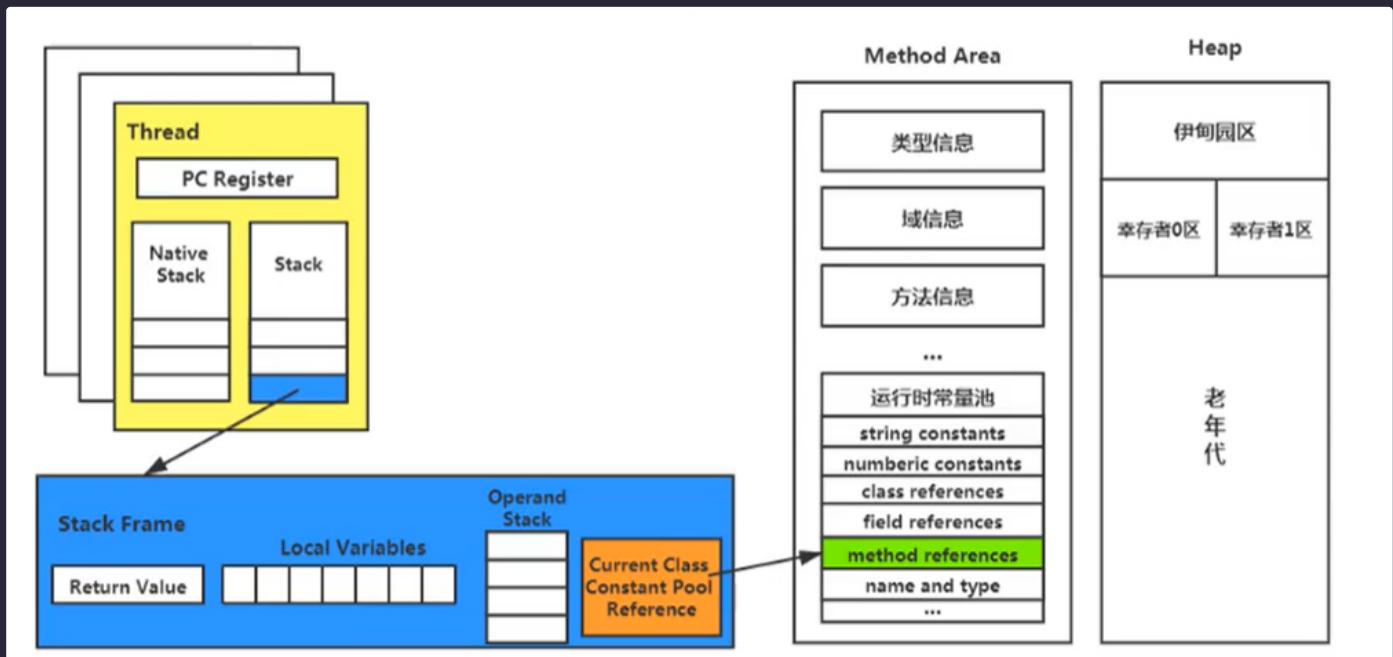 Thread
PC Register
Native
Stack
Stack
Stack Frame
Return Value
Local Variables
Operand
Stack
Current Class
Constant Pool
Reference
Method Area
类型信息
域信息
方法信息
...
运行时常量池
string constants
numberic constants
class references
field references
method references
name and type
...
Heap
伊甸园区
幸存者0区
幸存者1区
老
年
代